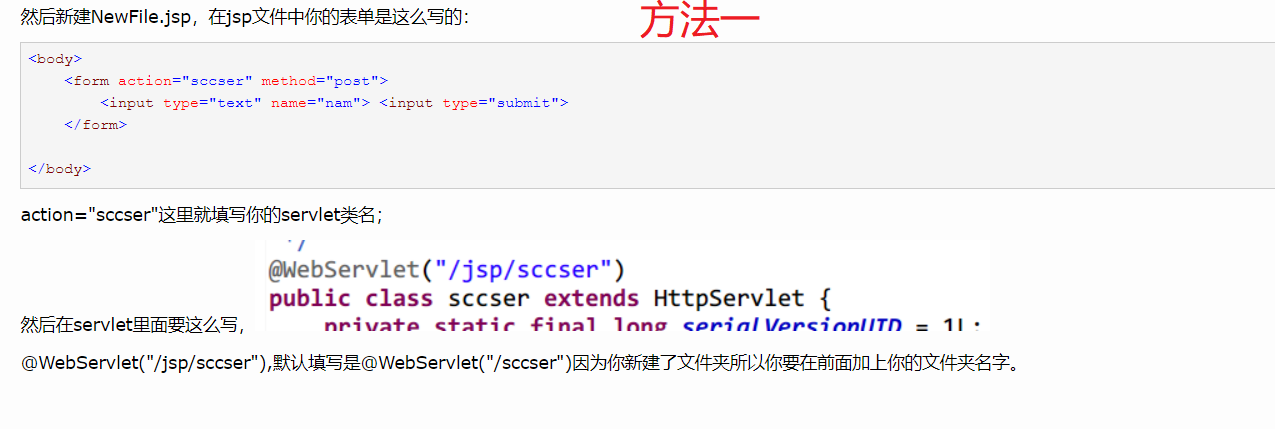 然后新建NewFile.jsp，在jsp文件中你的表单是这么写的：
方法一
<body>
    <form action="sccser" method="post">
        <input type="text" name="nam"> <input type="submit">
    </form>
</body>
action="sccser"这里就填写你的servlet类名；
*/
@WebServlet("/jsp/sccser")
public class sccser extends HttpServlet {
    private static final long serialVersionUID = 1L;
然后在servlet里面要这么写，
@WebServlet("/jsp/sccser"),默认填写是@WebServlet("/sccser")因为你新建了文件夹所以你要在前面加上你的文件夹名字。